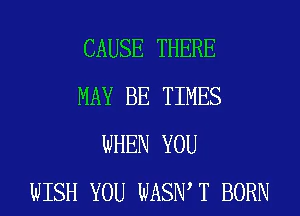 CAUSE THERE
MAY BE TIMES
WHEN YOU
WISH YOU WASN'T BORN